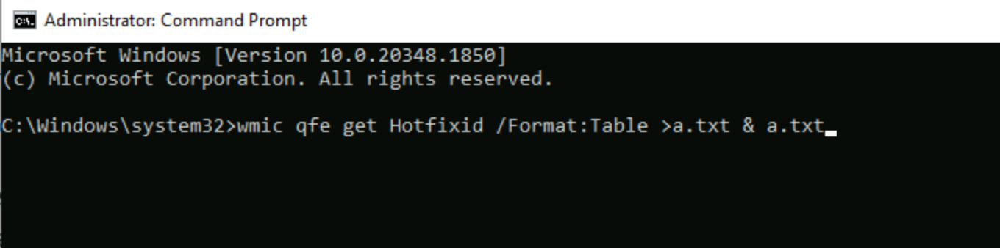 Administrator: Command Prompt
Microsoft Windows [Version 10.0.20348.1850]
(c) Microsoft Corporation. All rights reserved.
C:\Windows\system32>wmic qfe get Hotfixid /Format:Table >a.txt & a.txt